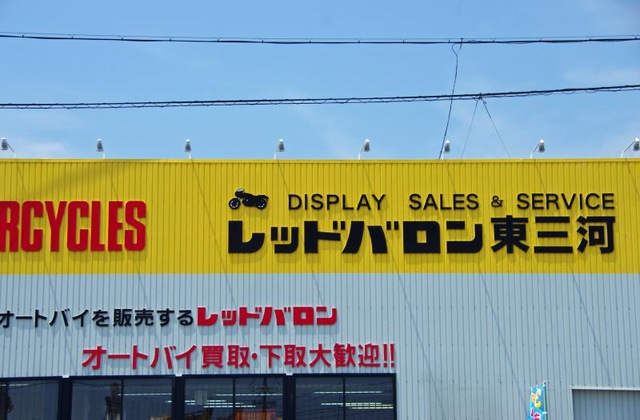 RCYCLES
DISPLAY SALES & SERVICE
レッドバロン東三河
オートバイを販売するレッドバロン
オートバイ買取・下取大歓迎!!